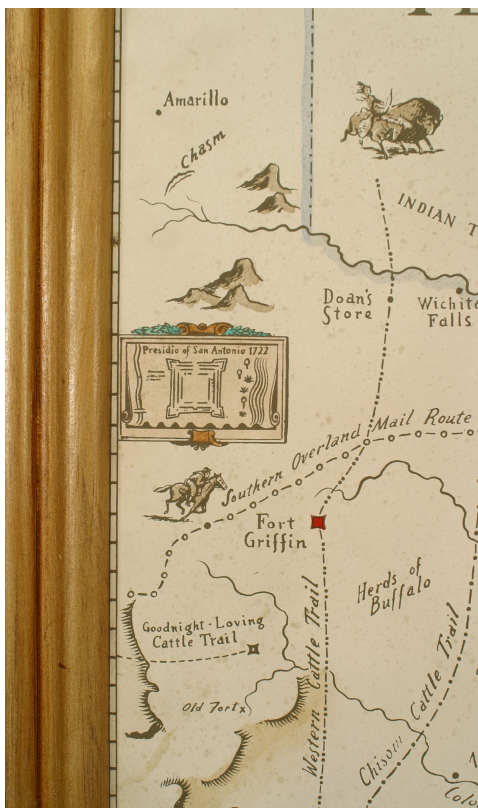 Amarillo
Chasm
INDIAN T
Doan's
Store
Wichita
Falls
Presidio of San Antonio 1722
Southern Overland Mail Route
Fort
Griffin
Herds of
Buffalo
Goodnight-Loving
Cattle Trail
Western Cattle Trail
Chisolm Cattle Trail
Old Fort x
Colo